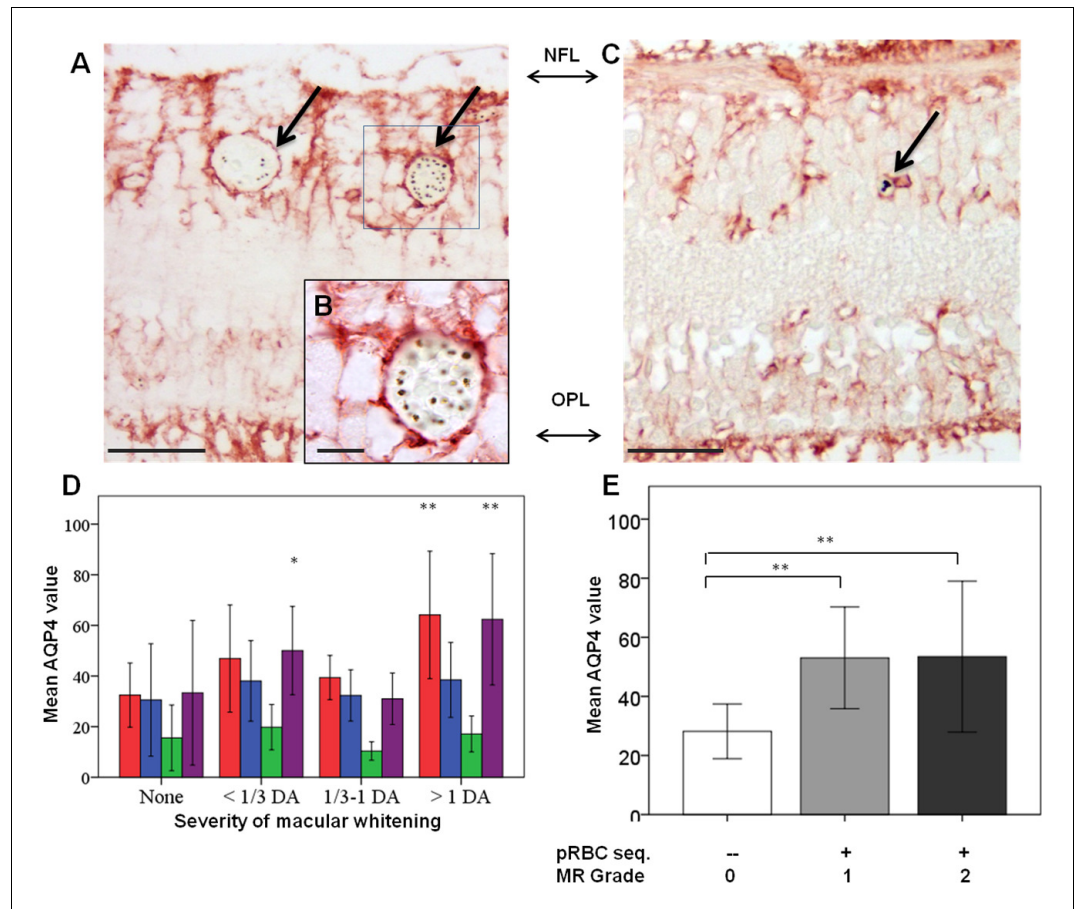 A
NFL
C
B
OPL
D
**
**
*
Mean AQP4 value
100
80
60
40
20
0
None
< 1/3 DA
1/3-1 DA
> 1 DA
Severity of macular whitening
E
**
**
Mean AQP4 value
100
80
60
40
20
0
pRBC seq. -- + +
MR Grade 0 1 2